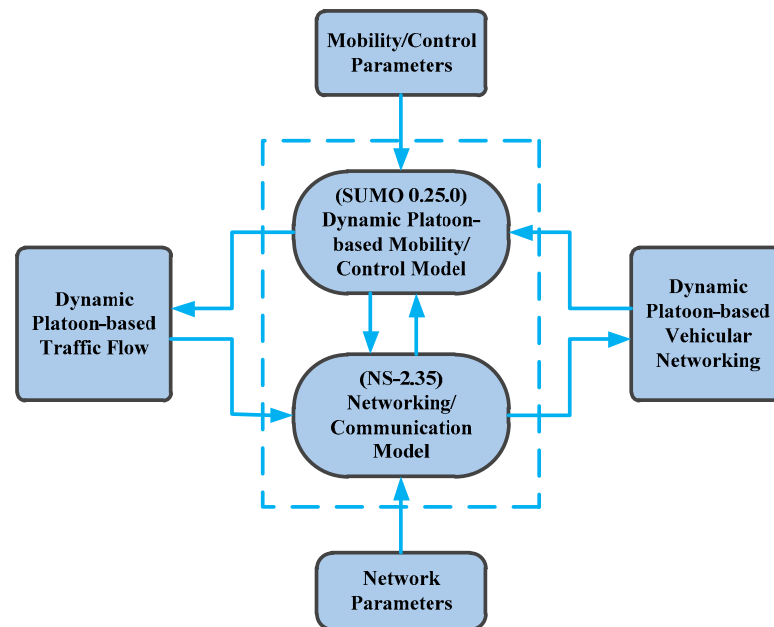 Mobility/Control
Parameters
(SUMO 0.25.0)
Dynamic Platoon-
based Mobility/
Control Model
Dynamic
Platoon-based
Traffic Flow
Dynamic
Platoon-based
Vehicular
Networking
(NS-2.35)
Networking/
Communication
Model
Network
Parameters